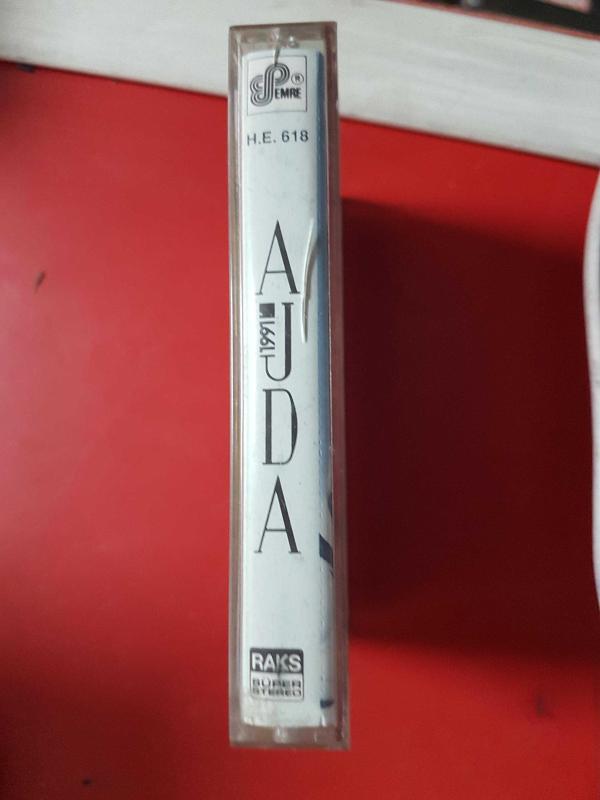 EMRE ®
H.E. 618
AJDA
1991
RAKS
SÜPER
STEREO